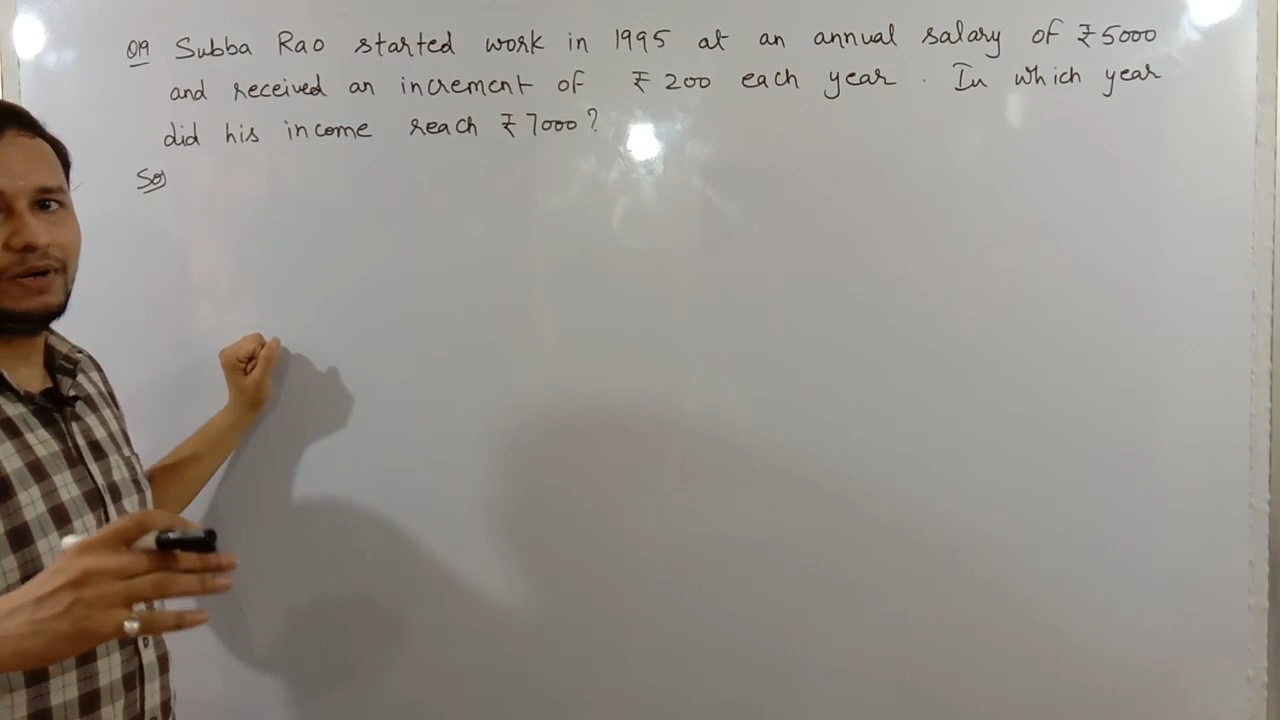 Q19 Subba Rao started work in 1995 at an annual salary of ₹5000
and received an increment of ₹200 each year. In which year
did his income reach ₹7000?
Sol